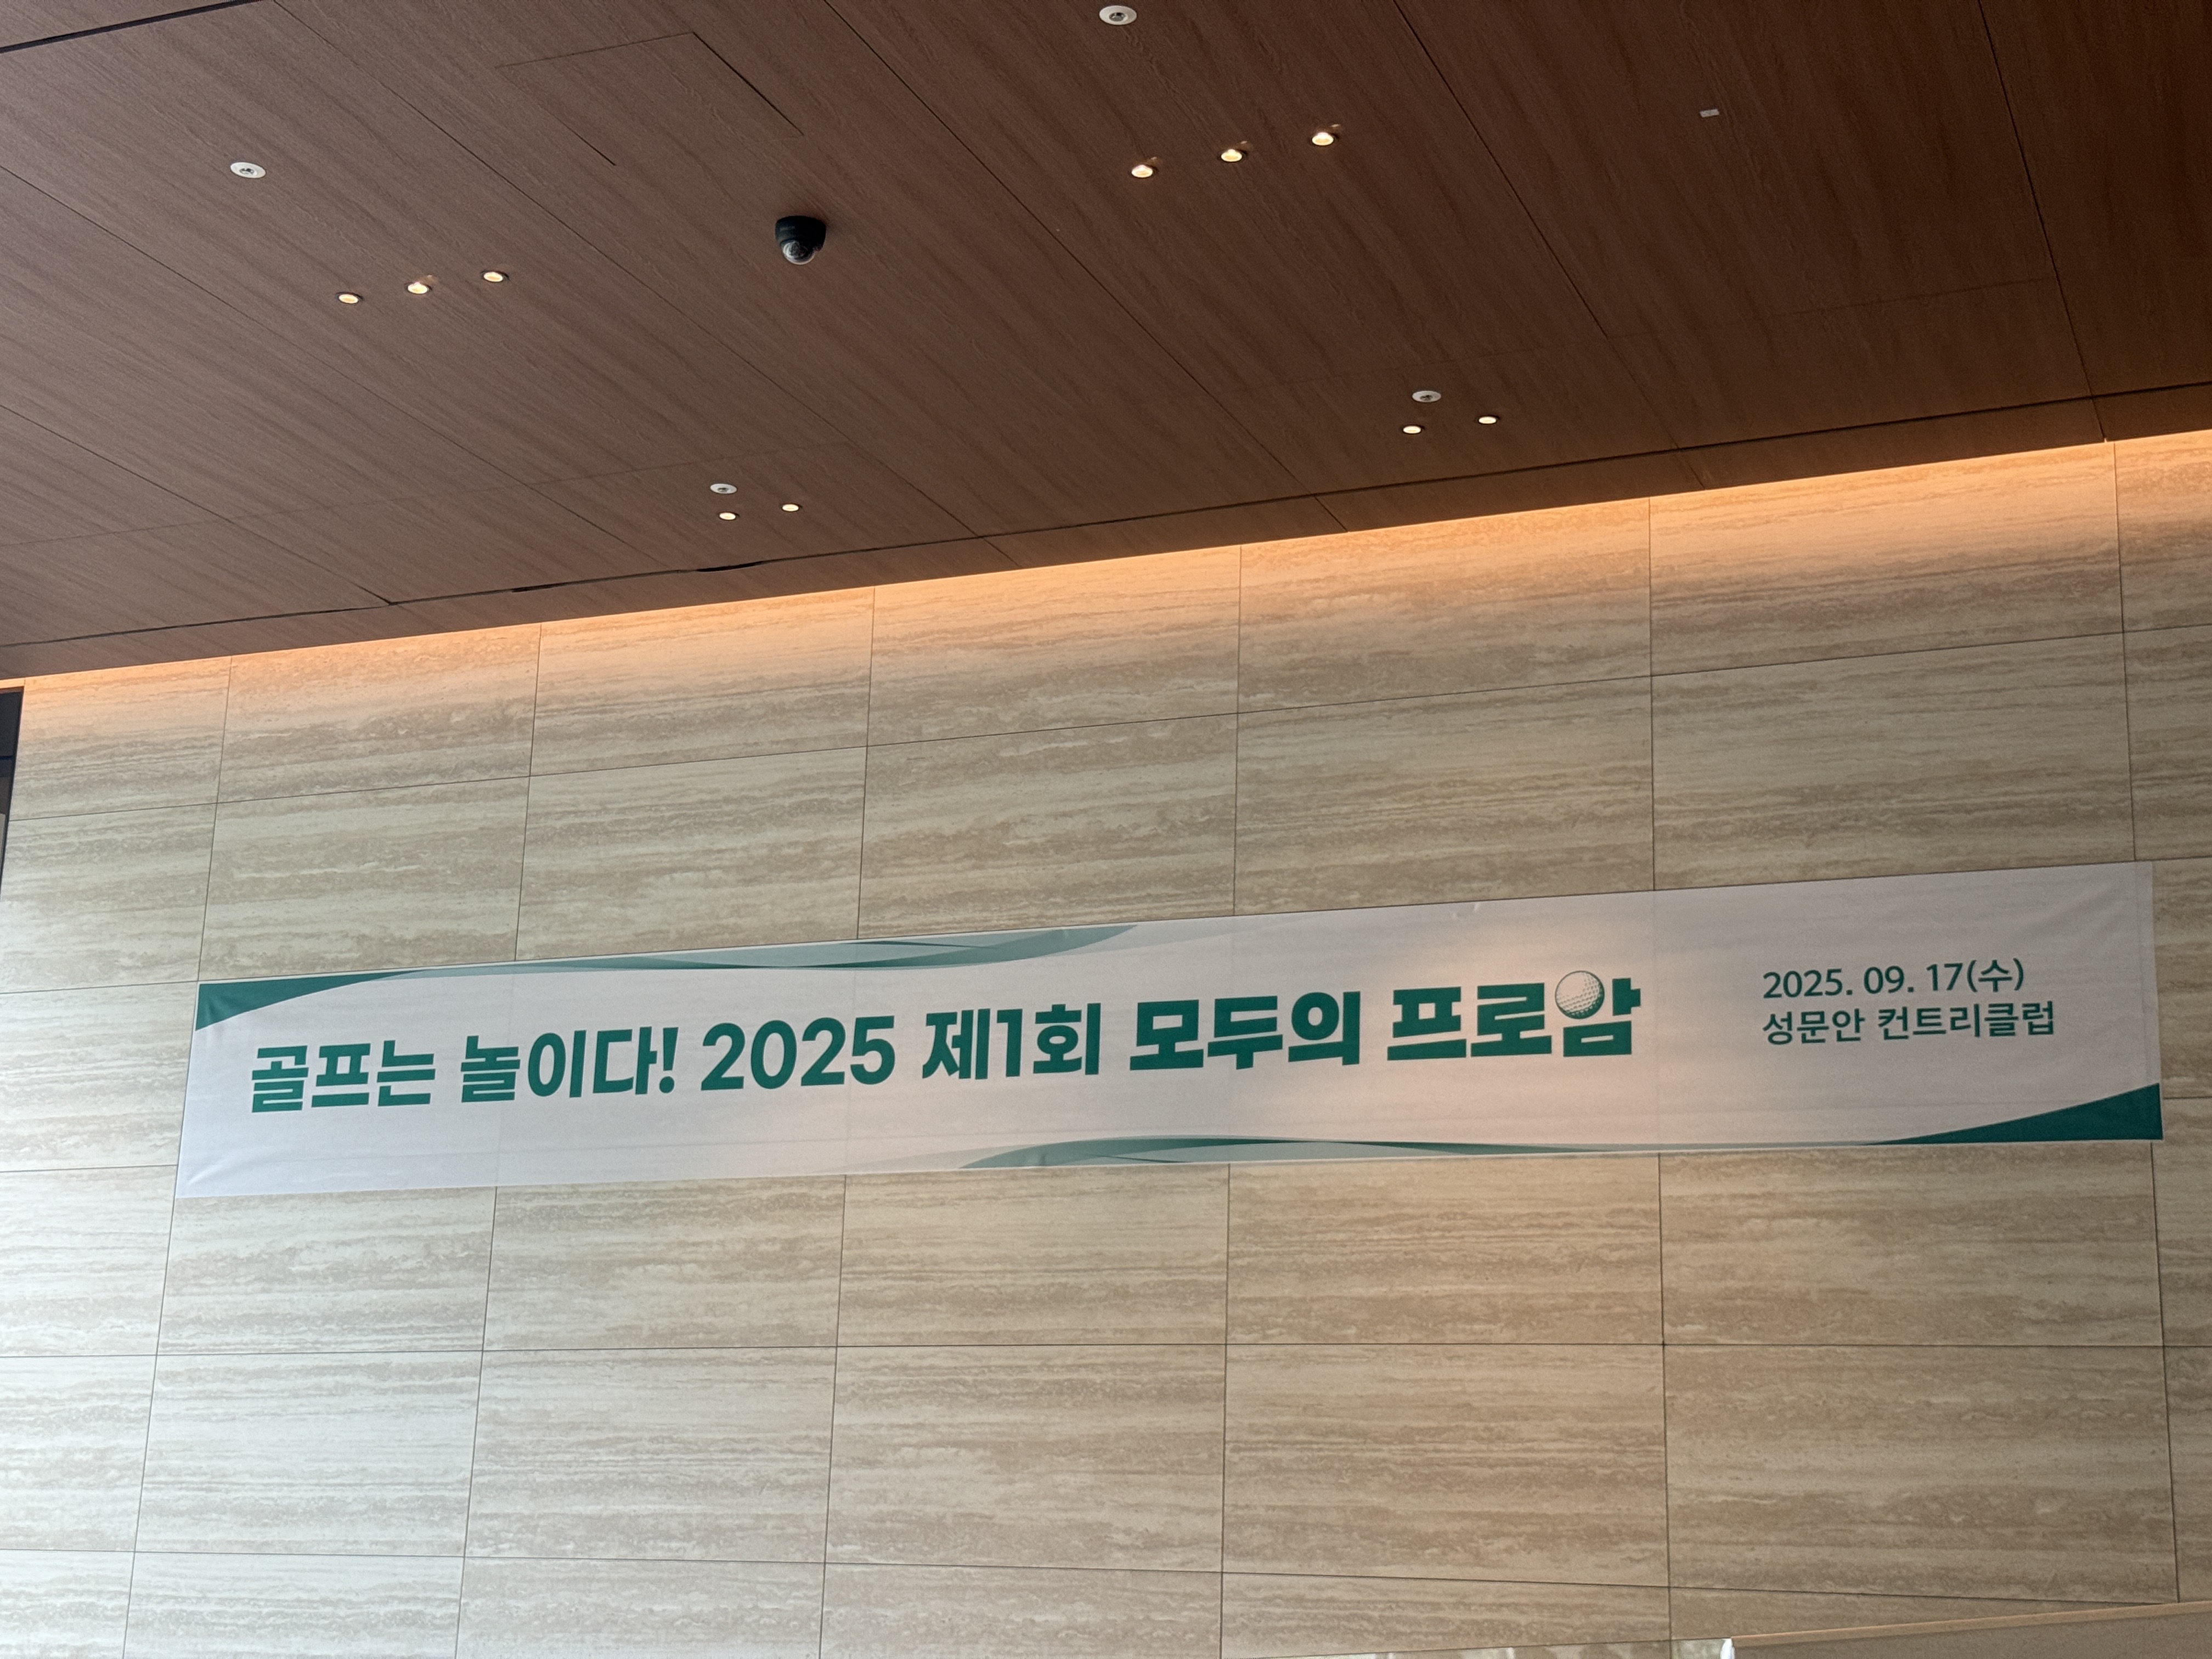 골프는 놀이다! 2025 제1회 모두의 프로암
2025. 09. 17(수)
성문안 컨트리클럽